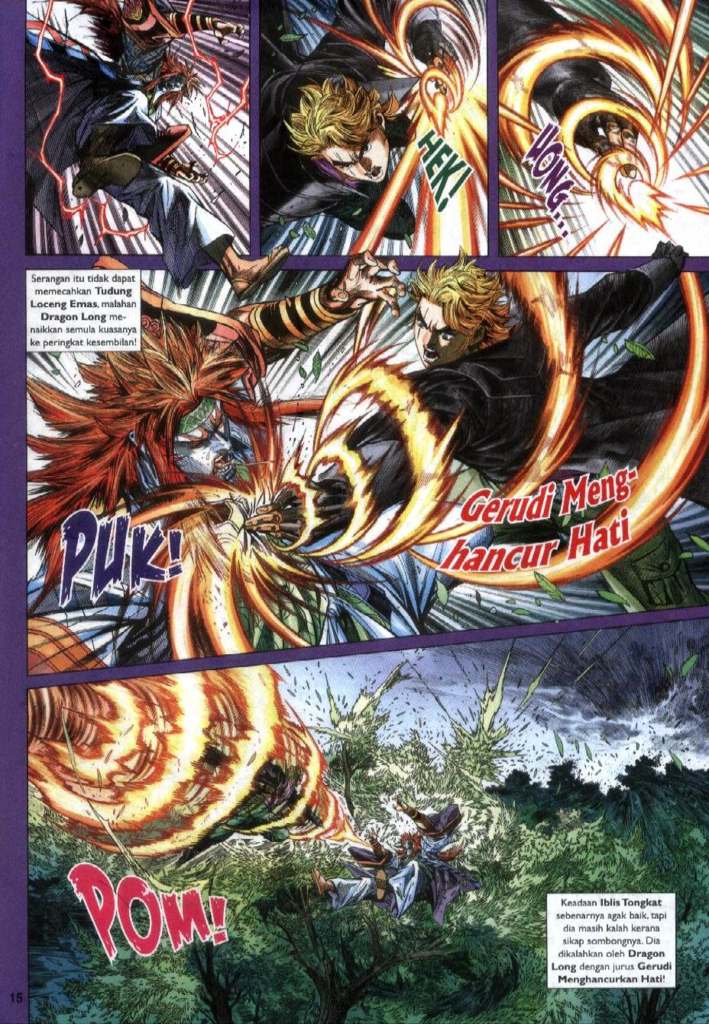 HEK!
HONG...
Serangan itu tidak dapat
memecahkan Tudung
Loceng Emas, malahan
Dragon Long me-
naikkan semula kuasanya
ke peringkat kesembilan!
PUK!
Gerudi Meng-
hancur Hati
POM!
Keadaan Iblis Tongkat
sebenarnya agak baik, tapi
dia masih kalah kerana
sikap sombongnya. Dia
dikalahkan oleh Dragon
Long dengan jurus Gerudi
Menghancurkan Hati!
15